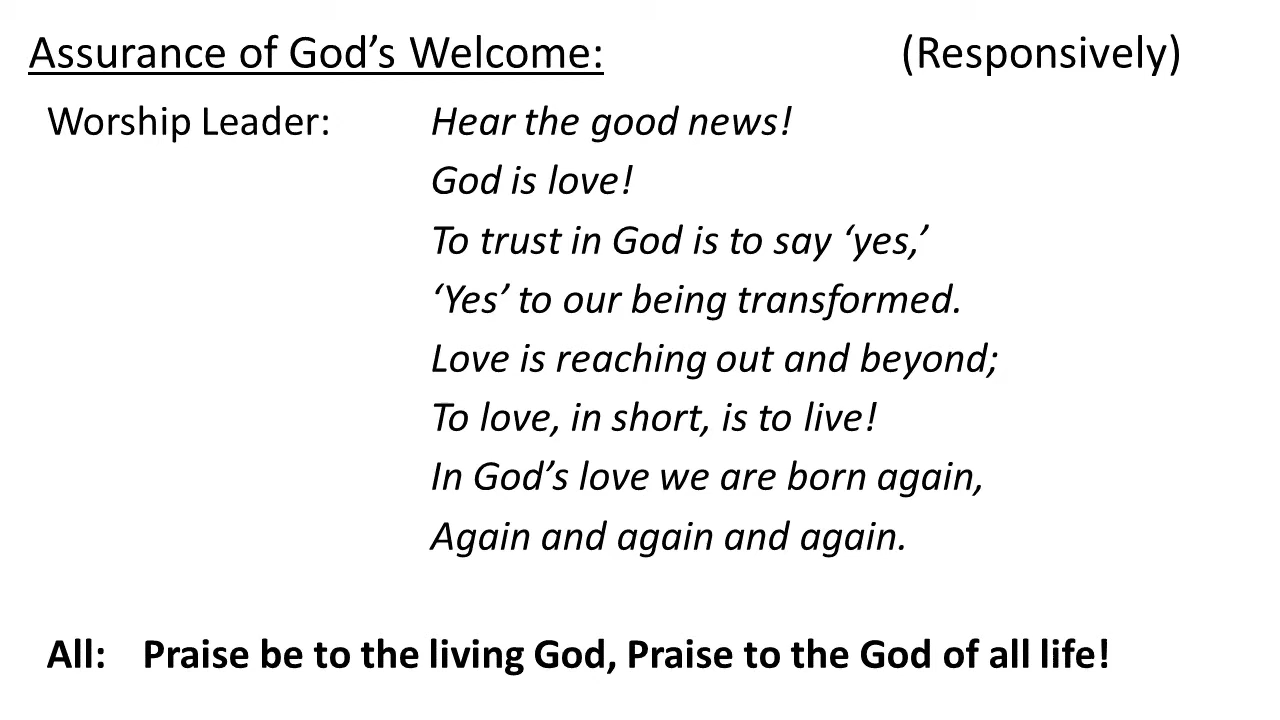 Assurance of God’s Welcome: (Responsively)
Worship Leader: Hear the good news!
God is love!
To trust in God is to say ‘yes,’
‘Yes’ to our being transformed.
Love is reaching out and beyond;
To love, in short, is to live!
In God’s love we are born again,
Again and again and again.
All: Praise be to the living God, Praise to the God of all life!